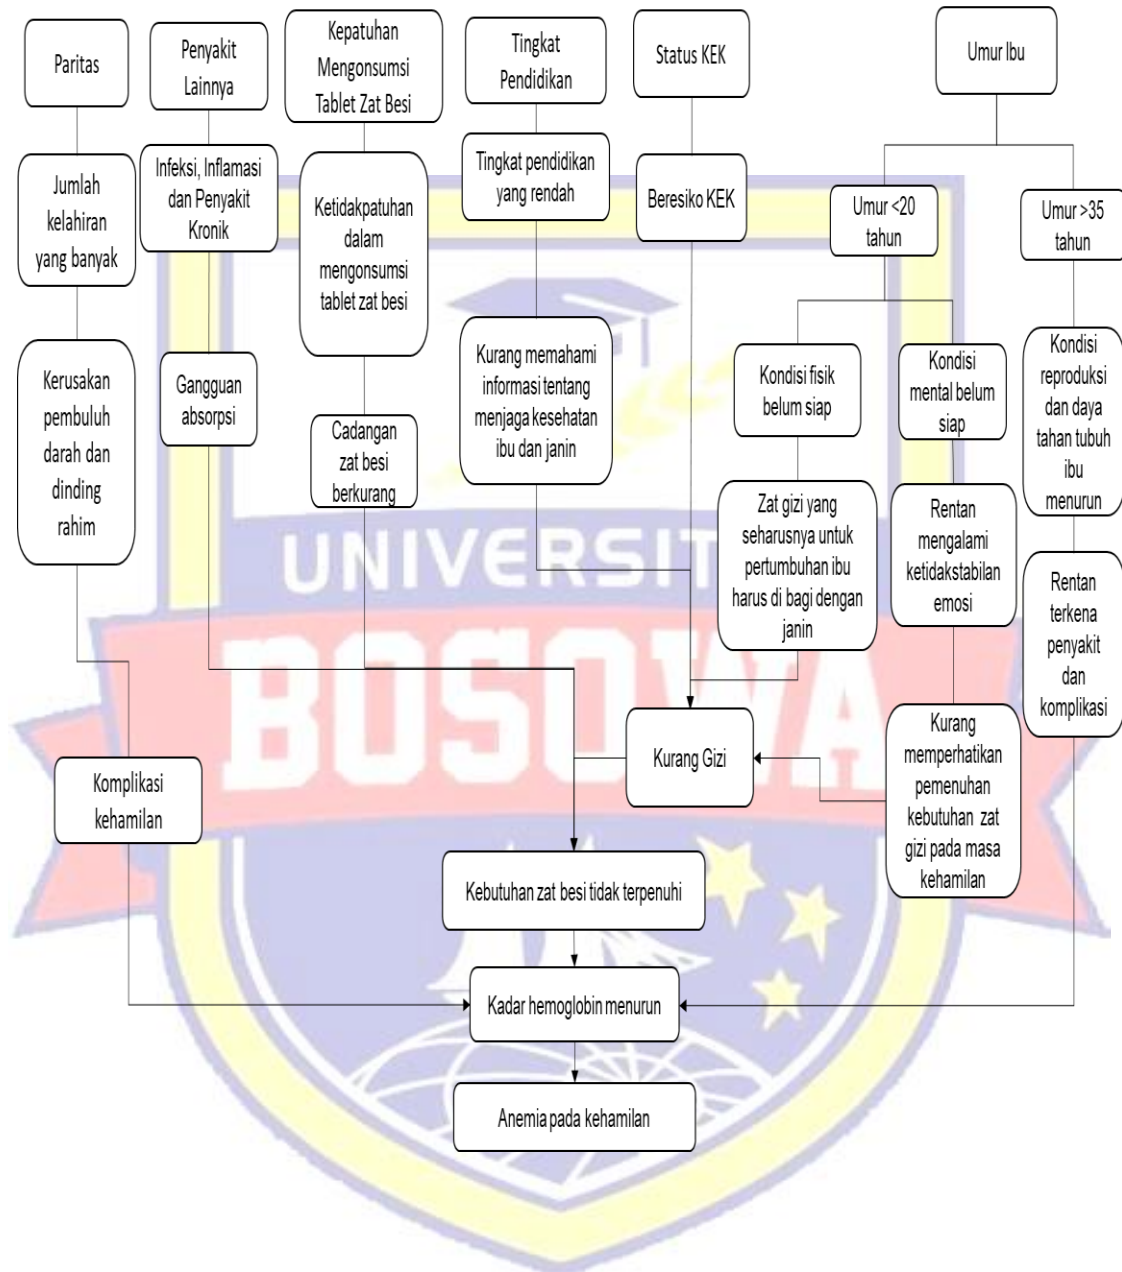 Paritas
Penyakit
Lainnya
Kepatuhan
Mengonsumsi
Tablet Zat Besi
Tingkat
Pendidikan
Status KEK
Umur Ibu
Jumlah
kelahiran
yang banyak
Infeksi, Inflamasi
dan Penyakit
Kronik
Ketidakpatuhan
dalam
mengonsumsi
tablet zat besi
Tingkat pendidikan
yang rendah
Beresiko KEK
Umur <20
tahun
Umur >35
tahun
Kerusakan
pembuluh
darah dan
dinding
rahim
Gangguan
absorpsi
Cadangan
zat besi
berkurang
Kurang memahami
informasi tentang
menjaga kesehatan
ibu dan janin
Kondisi fisik
belum siap
Kondisi
mental belum
siap
Kondisi
reproduksi
dan daya
tahan tubuh
ibu
menurun
Zat gizi yang
seharusnya untuk
pertumbuhan ibu
harus di bagi dengan
janin
Rentan
mengalami
ketidakstabilan
emosi
Rentan
terkena
penyakit
dan
komplikasi
UNIVERSIT
BOSOWA
Komplikasi
kehamilan
Kurang Gizi
Kurang
memperhatikan
pemenuhan
kebutuhan zat
gizi pada masa
kehamilan
Kebutuhan zat besi tidak terpenuhi
Kadar hemoglobin menurun
Anemia pada kehamilan